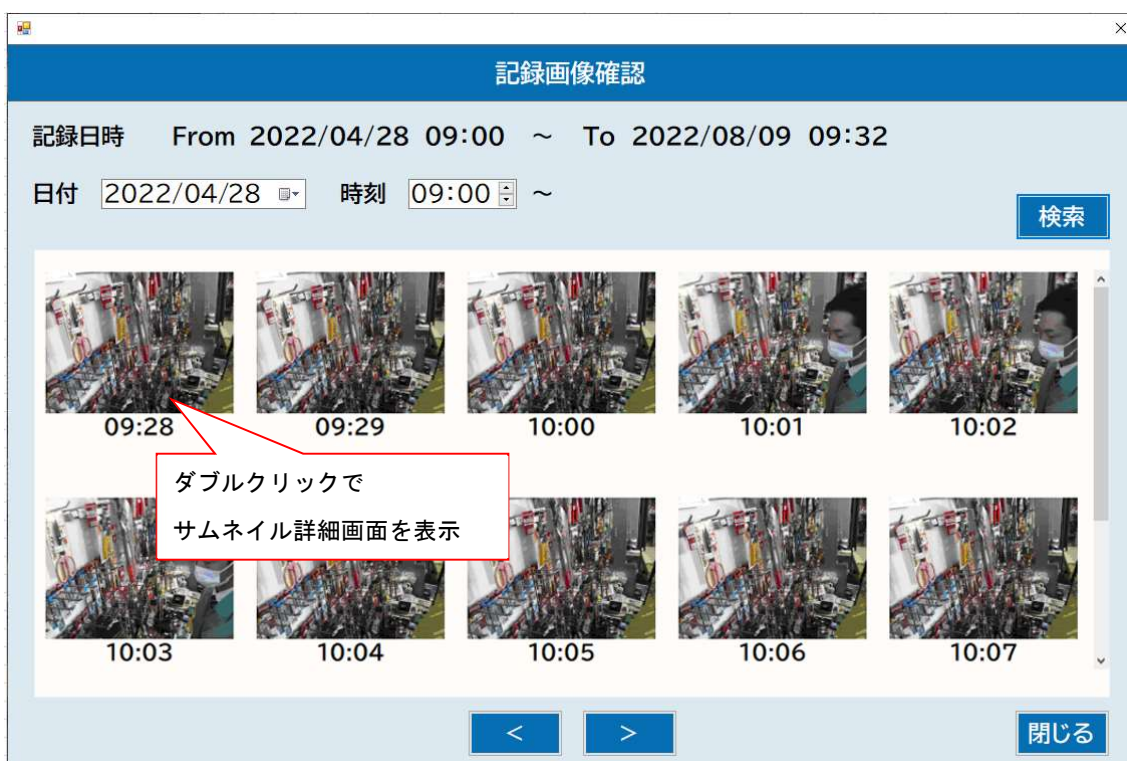 記録画像確認
記録日時 From 2022/04/28 09:00 ~ To 2022/08/09 09:32
日付 2022/04/28 時刻 09:00 ~
検索
09:28 09:29 10:00 10:01 10:02
ダブルクリックで
サムネイル詳細画面を表示
10:03 10:04 10:05 10:06 10:07
< >
閉じる